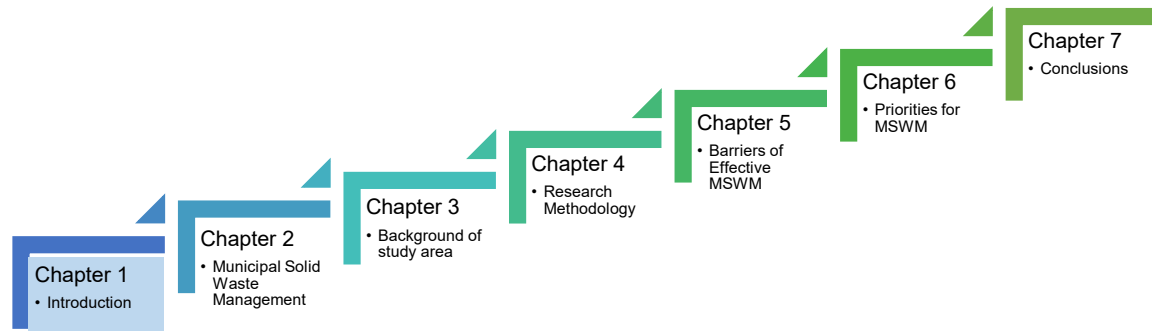 Chapter 1
• Introduction
Chapter 2
• Municipal Solid
Waste
Management
Chapter 3
• Background of
study area
Chapter 4
• Research
Methodology
Chapter 5
• Barriers of
Effective
MSWM
Chapter 6
• Priorities for
MSWM
Chapter 7
• Conclusions